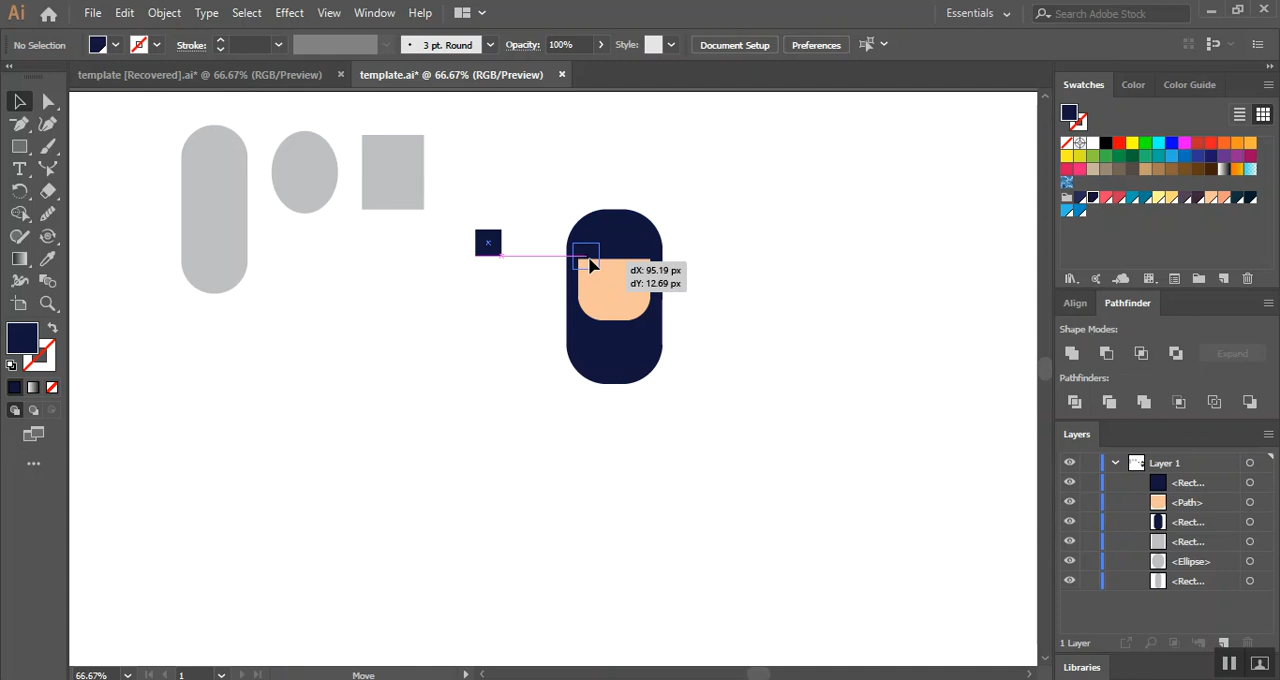 Ai File Edit Object Type Select Effect View Window Help Essentials Search Adobe Stock
No Selection Stroke: 3 pt. Round Opacity: 100% Style: Document Setup Preferences
template [Recovered].ai* @ 66.67% (RGB/Preview) × template.ai* @ 66.67% (RGB/Preview) ×
Swatches Color Color Guide
dX: 95.19 px
dY: 12.69 px
Align Pathfinder
Shape Modes:
Expand
Pathfinders:
Layers
Layer 1
<Rect...
<Path>
<Rect...
<Rect...
<Ellipse>
<Rect...
1 Layer
Libraries
66.67% 1 Move